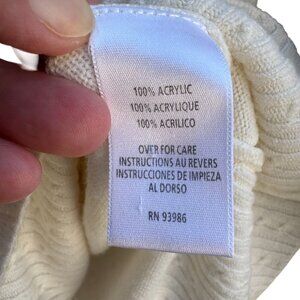 100% ACRYLIC
100% ACRYLIQUE
100% ACRILICO
OVER FOR CARE
INSTRUCTIONS AU REVERS
INSTRUCCIONES DE IMPIEZA
AL DORSO
RN 93986